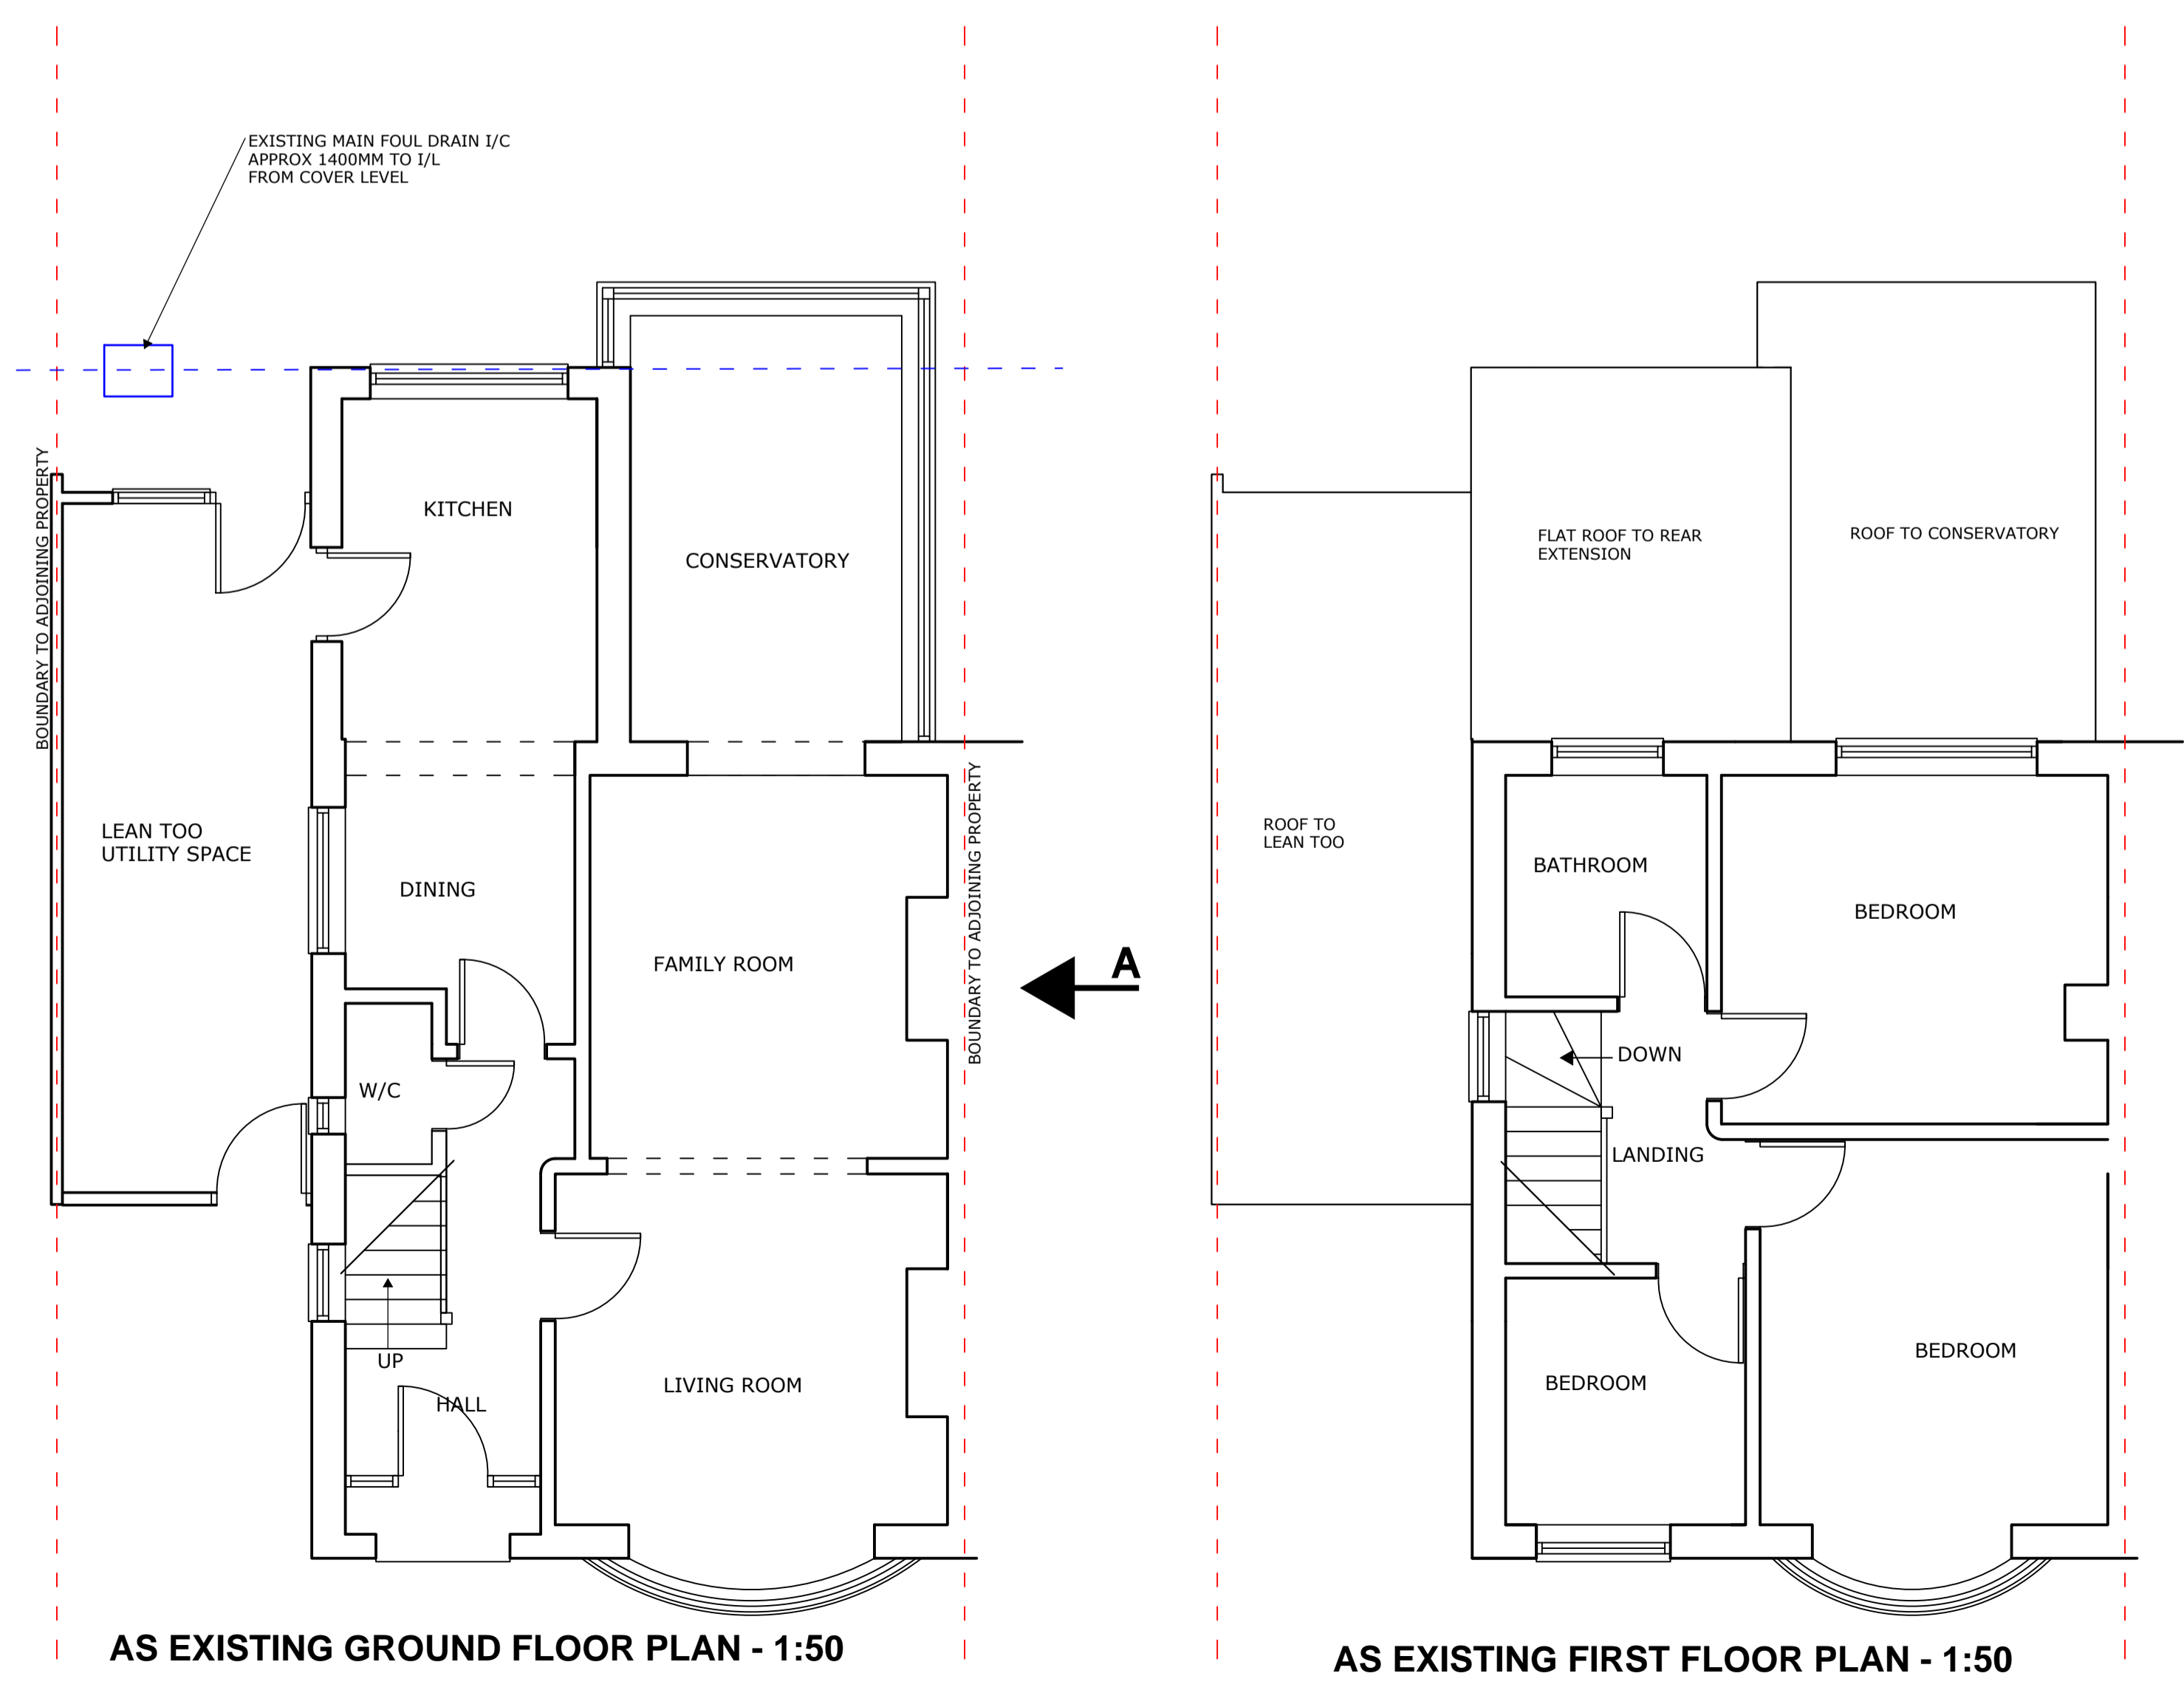 EXISTING MAIN FOUL DRAIN I/C
APPROX 1400MM TO I/L
FROM COVER LEVEL
BOUNDARY TO ADJOINING PROPERTY
KITCHEN
CONSERVATORY
LEAN TOO
UTILITY SPACE
DINING
FAMILY ROOM
BOUNDARY TO ADJOINING PROPERTY
A
W/C
UP
HALL
LIVING ROOM
AS EXISTING GROUND FLOOR PLAN - 1:50
FLAT ROOF TO REAR
EXTENSION
ROOF TO CONSERVATORY
ROOF TO
LEAN TOO
BATHROOM
BEDROOM
DOWN
LANDING
BEDROOM
BEDROOM
AS EXISTING FIRST FLOOR PLAN - 1:50